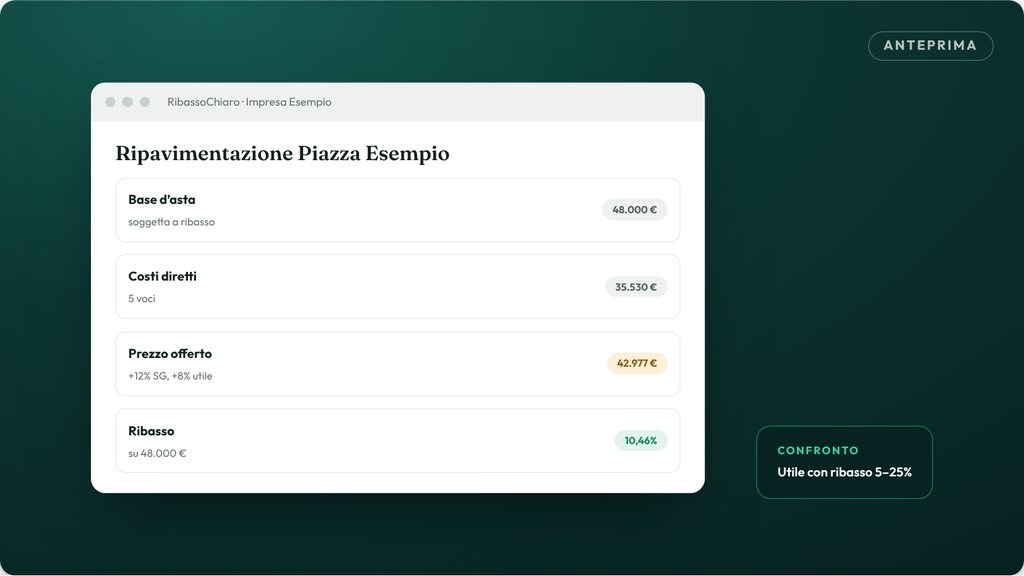 ANTEPRIMA
RibassoChiaro · Impresa Esempio
Ripavimentazione Piazza Esempio
Base d'asta
soggetta a ribasso
48.000 €
Costi diretti
5 voci
35.530 €
Prezzo offerto
+12% SG, +8% utile
42.977 €
Ribasso
su 48.000 €
10,46%
CONFRONTO
Utile con ribasso 5–25%